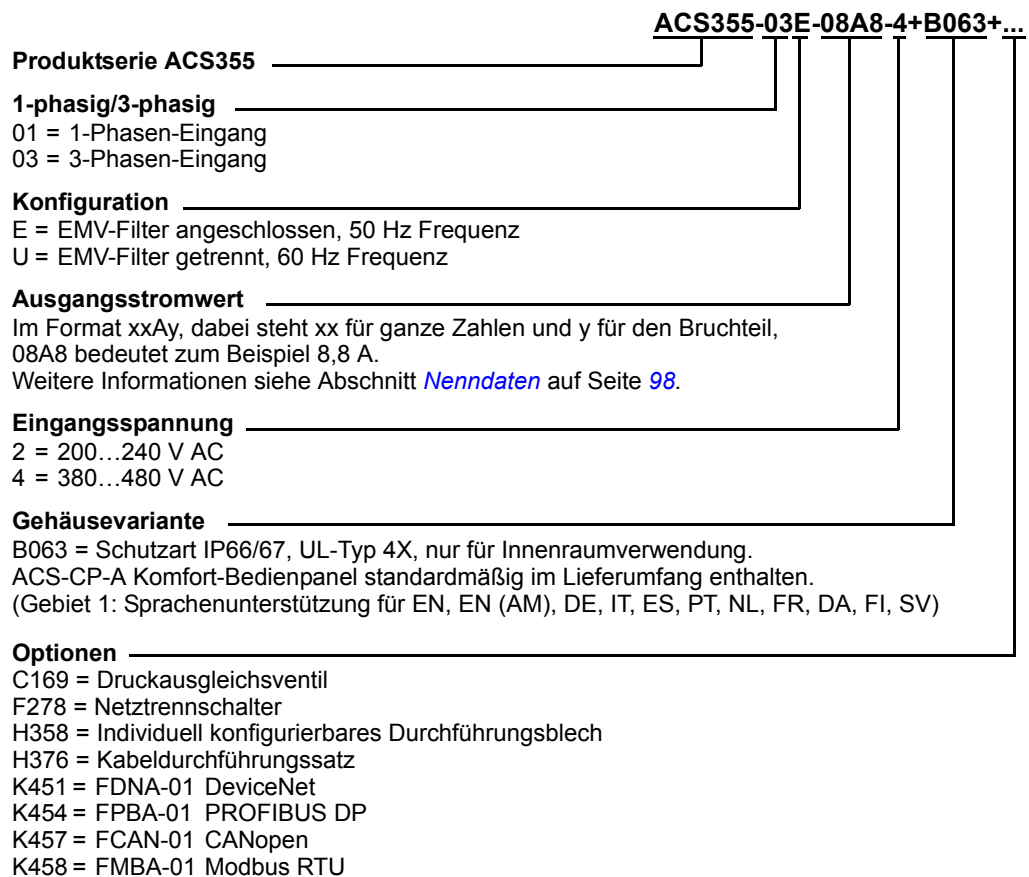 ACS355-03E-08A8-4+B063+...
Produktserie ACS355
1-phasig/3-phasig
01 = 1-Phasen-Eingang
03 = 3-Phasen-Eingang
Konfiguration
E = EMV-Filter angeschlossen, 50 Hz Frequenz
U = EMV-Filter getrennt, 60 Hz Frequenz
Ausgangsstromwert
Im Format xxAy, dabei steht xx für ganze Zahlen und y für den Bruchteil,
08A8 bedeutet zum Beispiel 8,8 A.
Weitere Informationen siehe Abschnitt Nenndaten auf Seite 98.
Eingangsspannung
2 = 200…240 V AC
4 = 380…480 V AC
Gehäusevariante
B063 = Schutzart IP66/67, UL-Typ 4X, nur für Innenraumverwendung.
ACS-CP-A Komfort-Bedienpanel standardmäßig im Lieferumfang enthalten.
(Gebiet 1: Sprachenunterstützung für EN, EN (AM), DE, IT, ES, PT, NL, FR, DA, FI, SV)
Optionen
C169 = Druckausgleichsventil
F278 = Netztrennschalter
H358 = Individuell konfigurierbares Durchführungsblech
H376 = Kabeldurchführungssatz
K451 = FDNA-01 DeviceNet
K454 = FPBA-01 PROFIBUS DP
K457 = FCAN-01 CANopen
K458 = FMBA-01 Modbus RTU